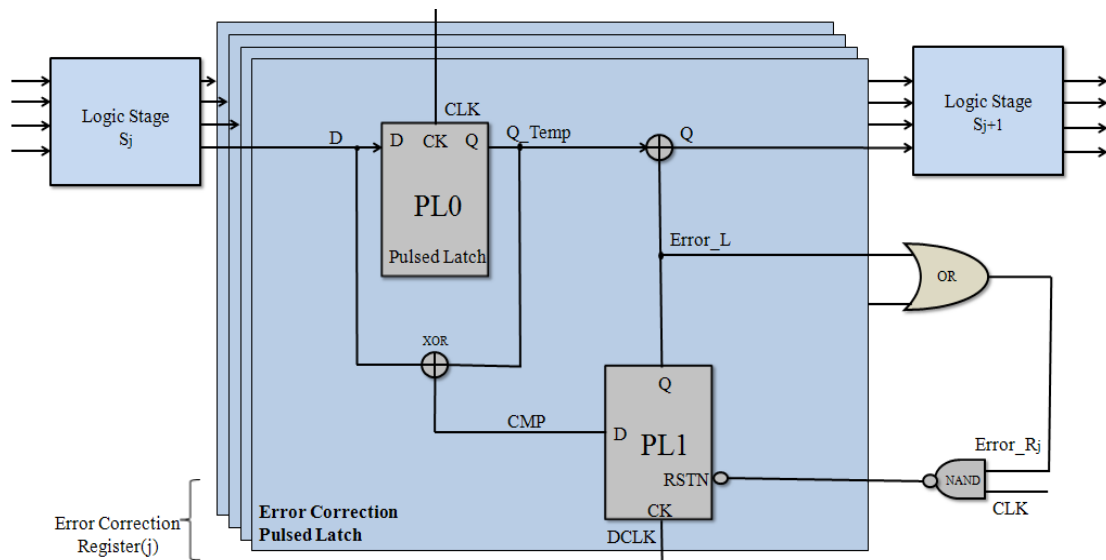 CLK
Logic Stage
Sj
D
D
CK
Q
Q_Temp
Q
Logic Stage
Sj+1
PL0
Pulsed Latch
Error_L
OR
XOR
Q
CMP
D
PL1
RSTN
CK
DCLK
Error_Rj
NAND
CLK
Error Correction
Register(j)
Error Correction
Pulsed Latch